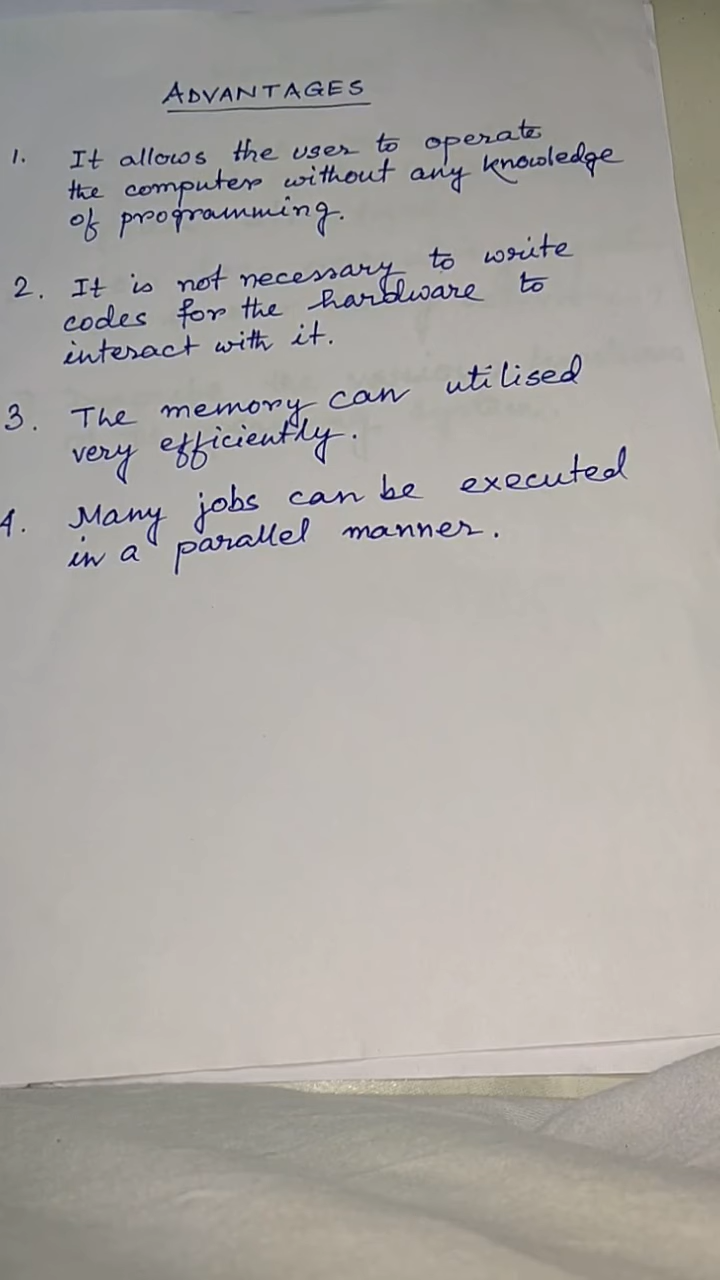 ADVANTAGES
1. It allows the user to operate
the computer without any knowledge
of programming.
2. It is not necessary to write
codes for the hardware to
interact with it.
3. The memory can utilised
very efficiently.
4. Many jobs can be executed
in a parallel manner.